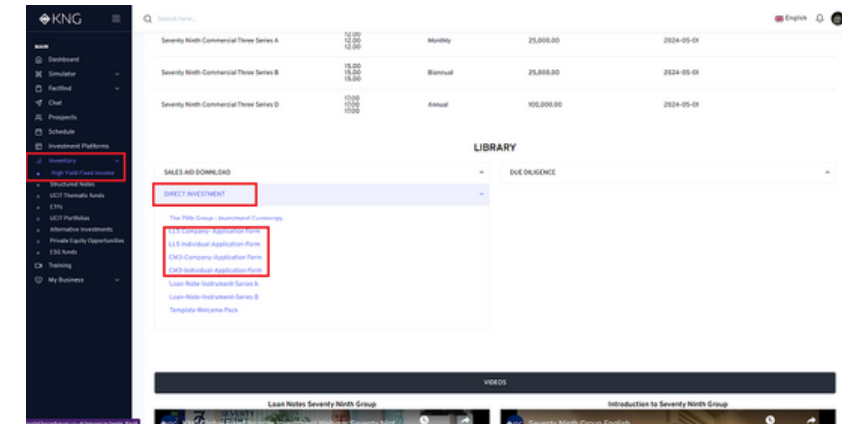 KNG
Search here...
English
MAIN
Dashboard
Simulator
Factfind
Chat
Prospects
Schedule
Investment Platforms
Inventory
High Yield Fixed Income
Structured Notes
UCIT Thematic funds
ETFs
UCIT Portfolios
Alternative Investments
Private Equity Opportunities
ESG funds
Training
My Business
Seventy Ninth Commercial Three Series A
12.00
12.00
12.00
Monthly
25,000.00
2024-05-01
Seventy Ninth Commercial Three Series B
15.00
15.00
15.00
Biannual
25,000.00
2024-05-01
Seventy Ninth Commercial Three Series D
17.00
17.00
17.00
Annual
100,000.00
2024-05-01
LIBRARY
SALES AID DOWNLOAD
DUE DILIGENCE
DIRECT INVESTMENT
The 79th Group - Investment Currencies
LLS-Company- Application Form
LLS-Individual-Application-Form
CM3-Company-Application-Form
CM3-Individual-Application-Form
Loan-Note-Instrument-Series A
Loan-Note-Instrument-Series B
Template Welcome Pack
VIDEOS
Loan Notes Seventy Ninth Group
Introduction to Seventy Ninth Group
Seventy Ninth Group English